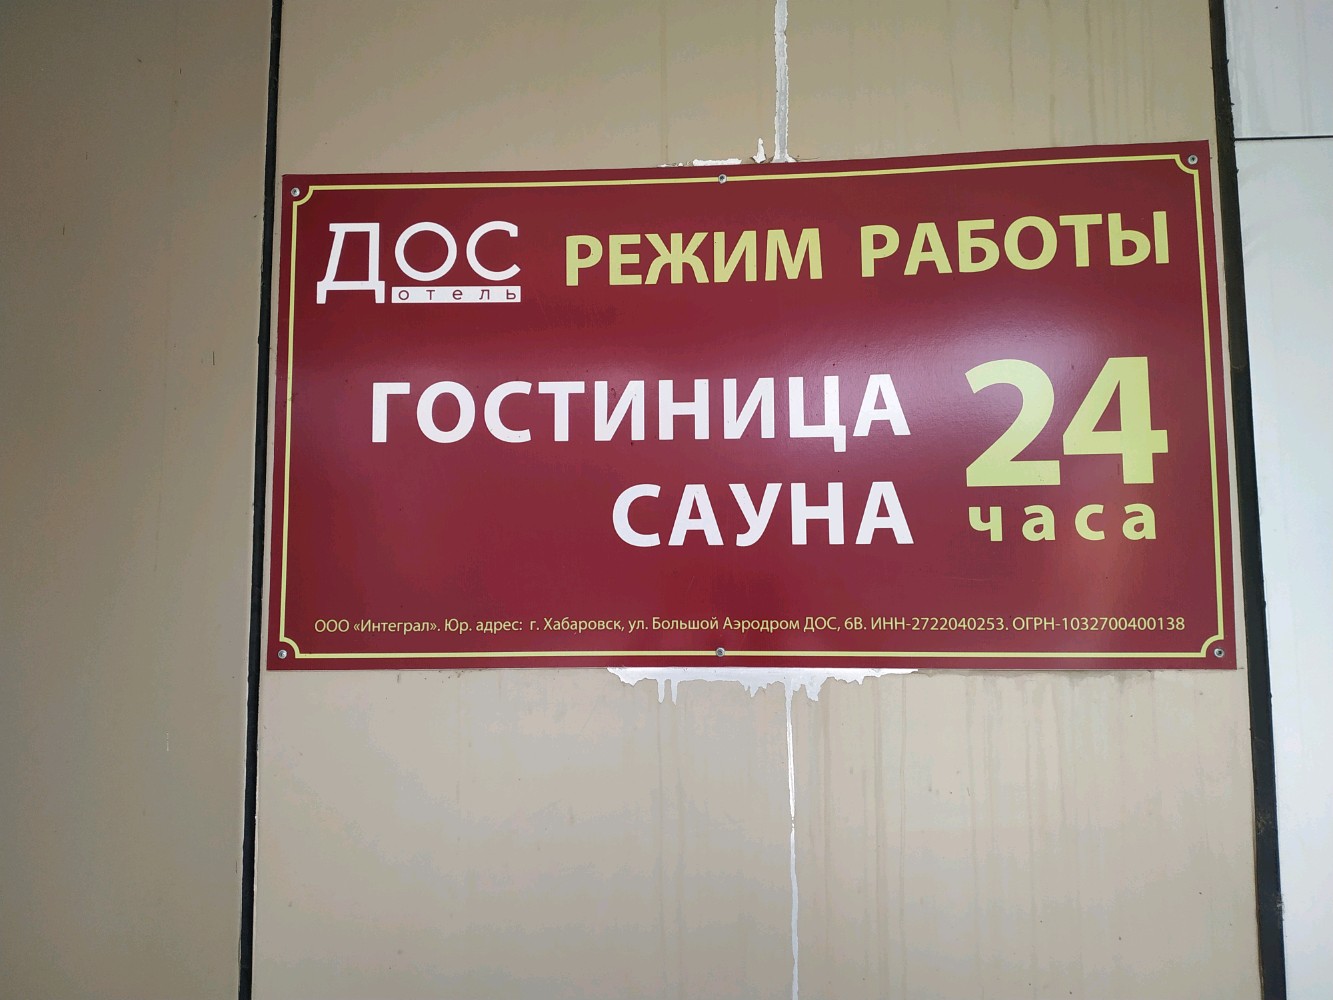 ДОС
отель
РЕЖИМ РАБОТЫ
ГОСТИНИЦА
САУНА
24
часа
ООО «Интеграл». Юр. адрес: г. Хабаровск, ул. Большой Аэродром ДОС, 6В. ИНН-2722040253. ОГРН-1032700400138